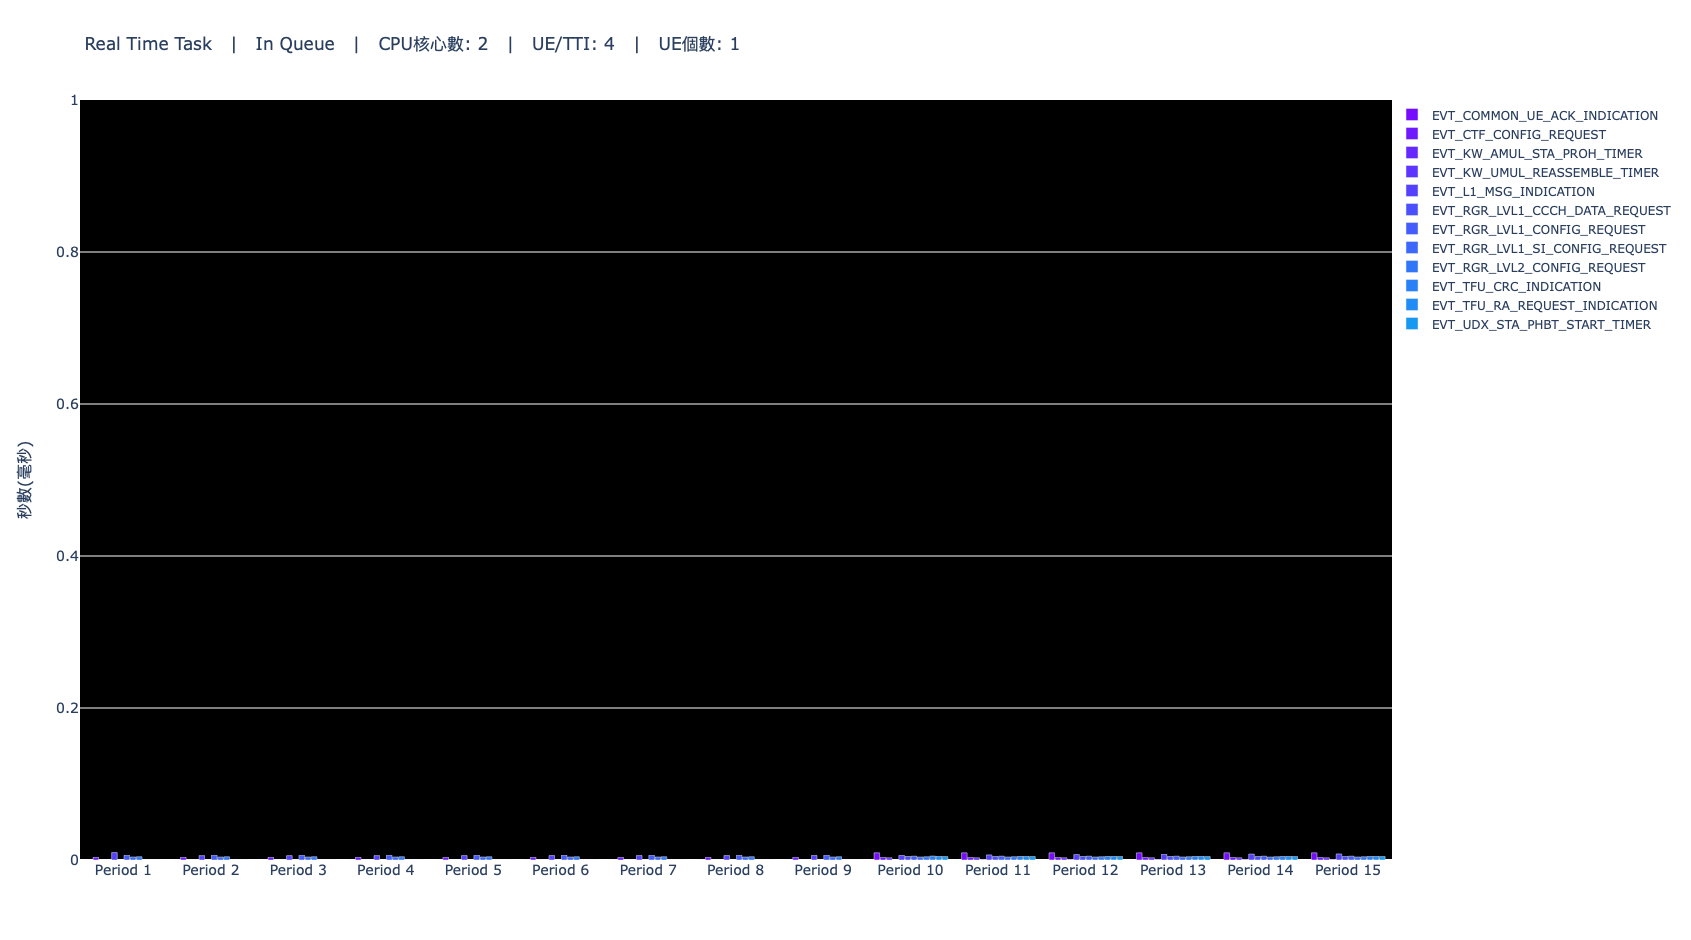 Real Time Task | In Queue | CPU核心數: 2 | UE/TTI: 4 | UE個數: 1
秒數(毫秒)
1
0.8
0.6
0.4
0.2
0
Period 1 Period 2 Period 3 Period 4 Period 5 Period 6 Period 7 Period 8 Period 9 Period 10 Period 11 Period 12 Period 13 Period 14 Period 15
EVT_COMMON_UE_ACK_INDICATION
EVT_CTF_CONFIG_REQUEST
EVT_KW_AMUL_STA_PROH_TIMER
EVT_KW_UMUL_REASSEMBLE_TIMER
EVT_L1_MSG_INDICATION
EVT_RGR_LVL1_CCCH_DATA_REQUEST
EVT_RGR_LVL1_CONFIG_REQUEST
EVT_RGR_LVL1_SI_CONFIG_REQUEST
EVT_RGR_LVL2_CONFIG_REQUEST
EVT_TFU_CRC_INDICATION
EVT_TFU_RA_REQUEST_INDICATION
EVT_UDX_STA_PHBT_START_TIMER